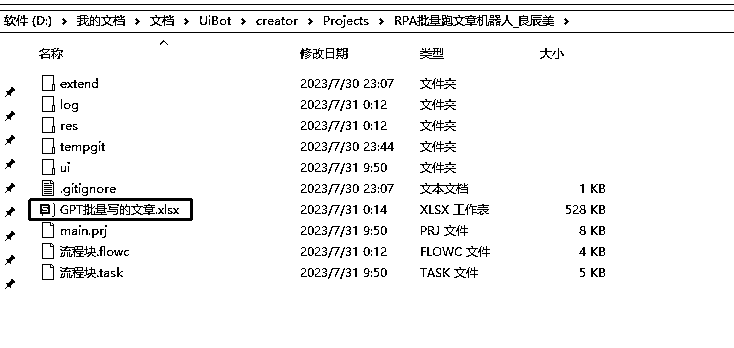 软件 (D:) > 我的文档 > 文档 > UiBot > creator > Projects > RPA批量跑文章机器人_良辰美 >
名称 修改日期 类型 大小
extend 2023/7/30 23:07 文件夹
log 2023/7/31 0:12 文件夹
res 2023/7/31 0:12 文件夹
tempgit 2023/7/30 23:44 文件夹
ui 2023/7/31 9:50 文件夹
.gitignore 2023/7/30 23:07 文本文档 1 KB
GPT批量写的文章.xlsx 2023/7/31 0:14 XLSX 工作表 528 KB
main.prj 2023/7/31 9:50 PRJ 文件 8 KB
流程块.flowc 2023/7/31 0:12 FLOWC 文件 4 KB
流程块.task 2023/7/31 9:50 TASK 文件 5 KB